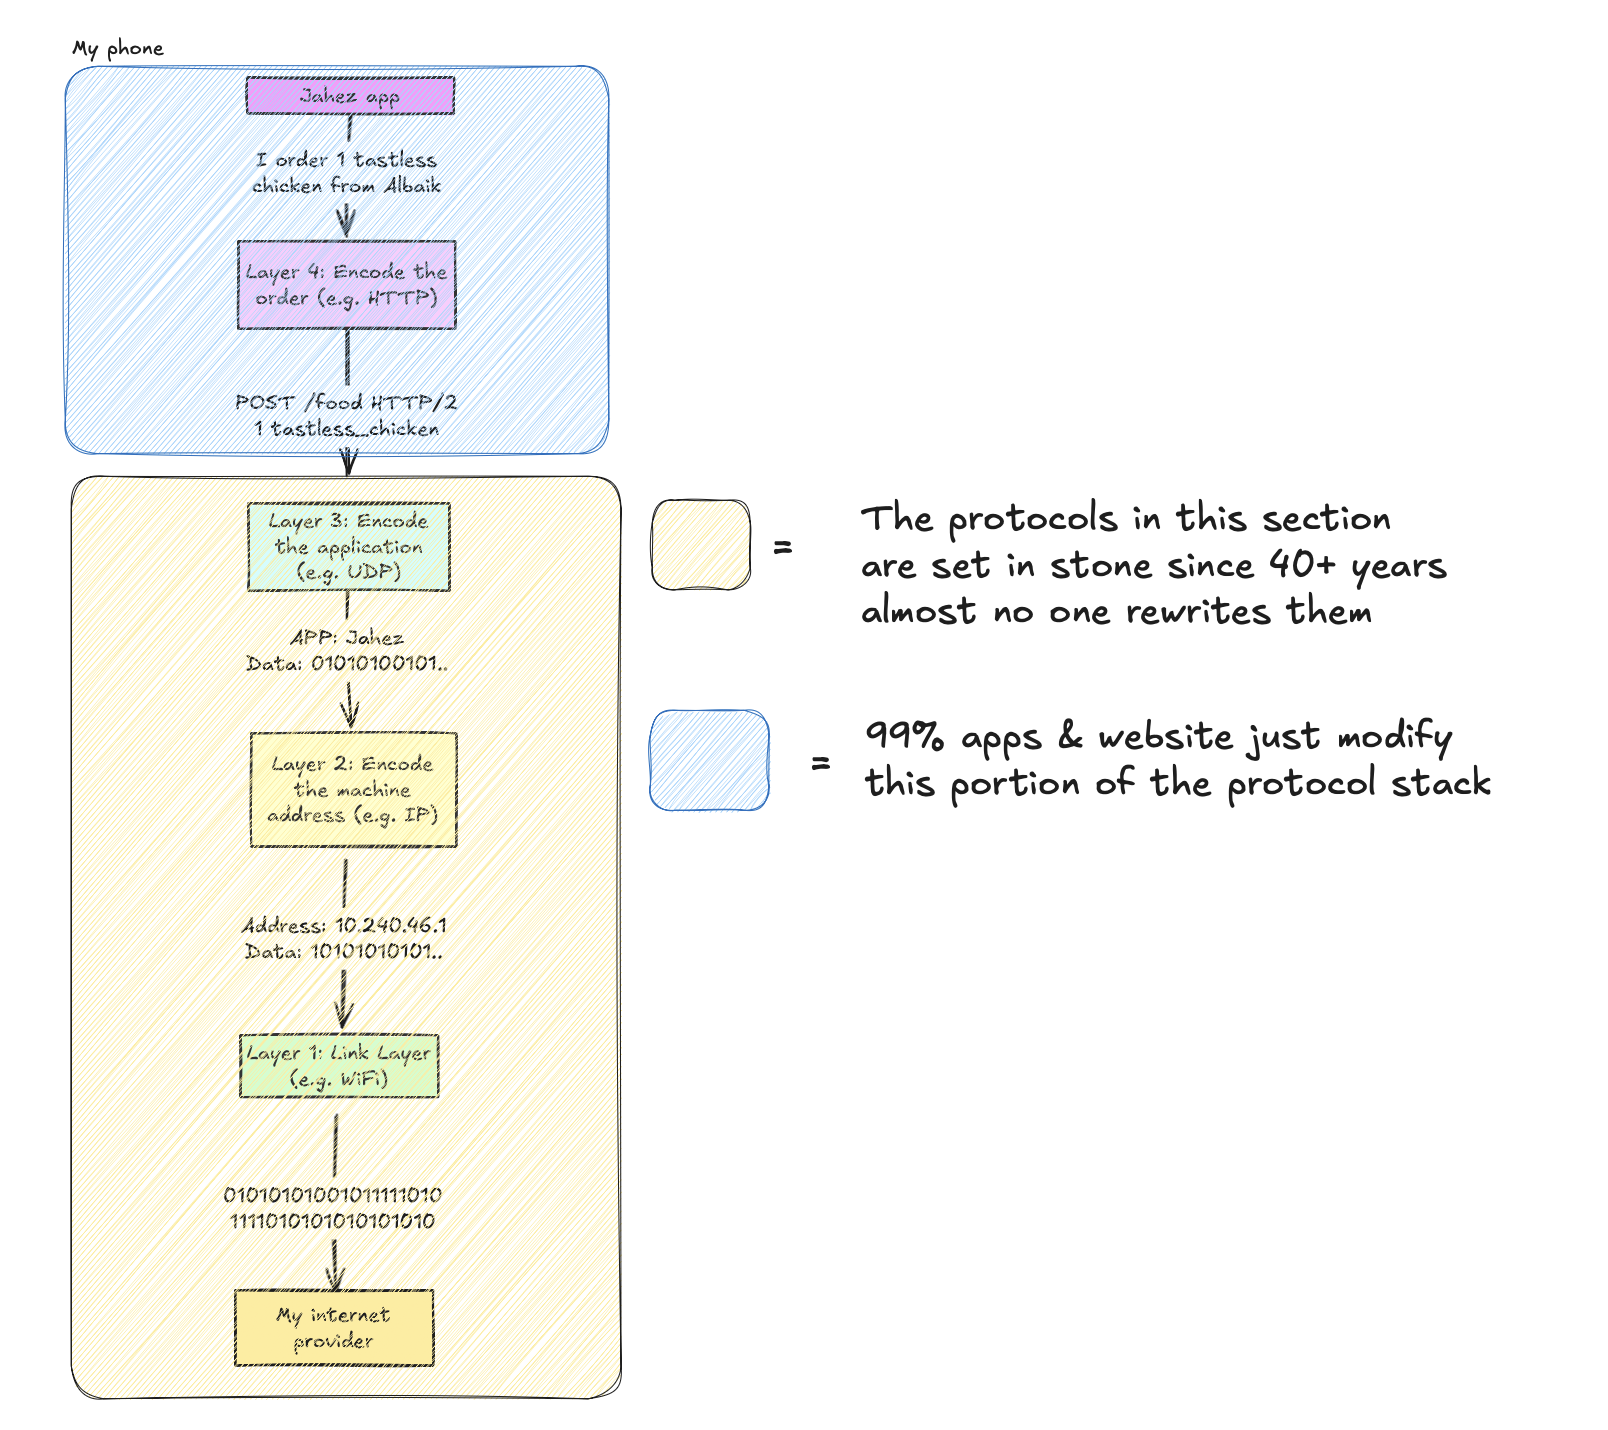 My phone
Jahez app
I order 1 tastless
chicken from Albaik
Layer 4: Encode the
order (e.g. HTTP)
POST /food HTTP/2
1 tastless_chicken
Layer 3: Encode
the application
(e.g. UDP)
APP: Jahez
Data: 01010100101..
Layer 2: Encode
the machine
address (e.g. IP)
Address: 10.240.46.1
Data: 10101010101..
Layer 1: Link Layer
(e.g. WiFi)
01010101001011111010
1111010101010101010
My internet
provider
=
The protocols in this section
are set in stone since 40+ years
almost no one rewrites them
=
99% apps & website just modify
this portion of the protocol stack